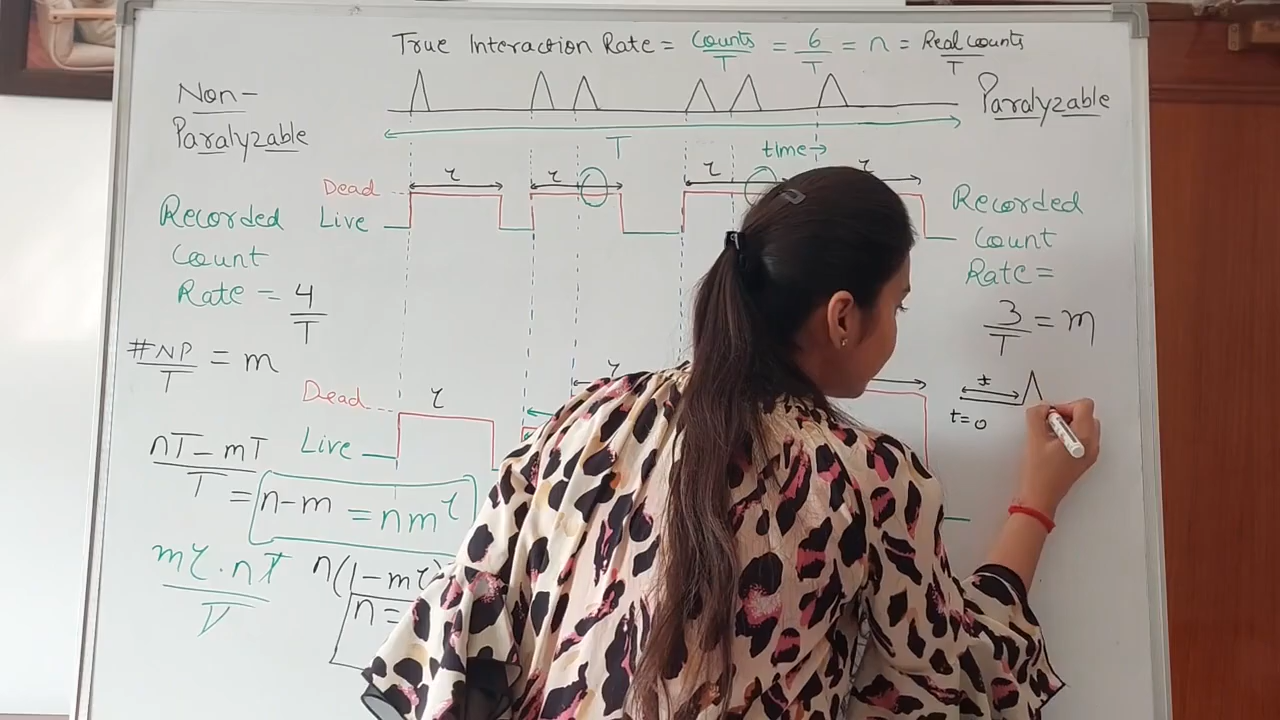 True Interaction Rate = Counts/T = 6/T = n = Real counts/T
Non-
Paralyzable
Paralyzable
T
time→
τ τ τ τ
Dead
Live
Recorded
Count
Rate = 4/T
#NP/T = m
Recorded
Count
Rate =
3/T = m
t
t=0
τ τ
Dead
Live
nT-mT/T = n-m = nmτ
mτ.nT/T
n(1-mτ)
n=